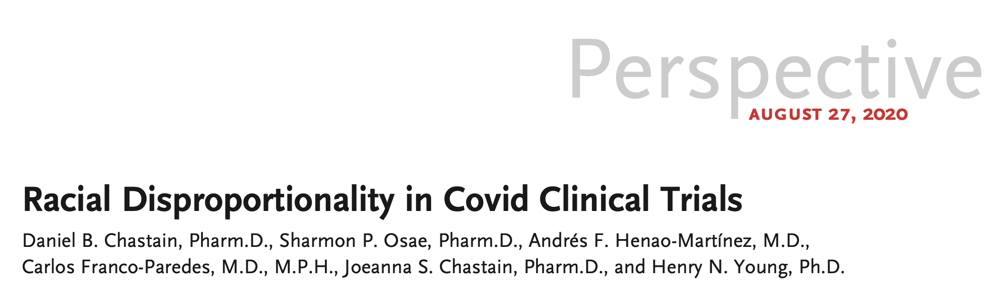 Perspective
AUGUST 27, 2020
Racial Disproportionality in Covid Clinical Trials
Daniel B. Chastain, Pharm.D., Sharmon P. Osae, Pharm.D., Andrés F. Henao-Martínez, M.D.,
Carlos Franco-Paredes, M.D., M.P.H., Joeanna S. Chastain, Pharm.D., and Henry N. Young, Ph.D.